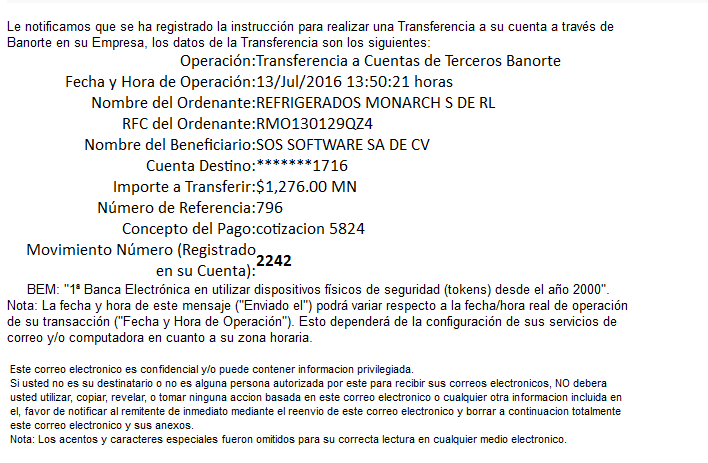 Le notificamos que se ha registrado la instrucción para realizar una Transferencia a su cuenta a través de
Banorte en su Empresa, los datos de la Transferencia son los siguientes:
Operación:Transferencia a Cuentas de Terceros Banorte
Fecha y Hora de Operación:13/Jul/2016 13:50:21 horas
Nombre del Ordenante:REFRIGERADOS MONARCH S DE RL
RFC del Ordenante:RMO130129QZ4
Nombre del Beneficiario:SOS SOFTWARE SA DE CV
Cuenta Destino:*******1716
Importe a Transferir:$1,276.00 MN
Número de Referencia:796
Concepto del Pago:cotizacion 5824
Movimiento Número (Registrado
en su Cuenta):2242
BEM: "1ª Banca Electrónica en utilizar dispositivos físicos de seguridad (tokens) desde el año 2000".
Nota: La fecha y hora de este mensaje ("Enviado el") podrá variar respecto a la fecha/hora real de operación
de su transacción ("Fecha y Hora de Operación"). Esto dependerá de la configuración de sus servicios de
correo y/o computadora en cuanto a su zona horaria.
Este correo electronico es confidencial y/o puede contener informacion privilegiada.
Si usted no es su destinatario o no es alguna persona autorizada por este para recibir sus correos electronicos, NO debera
usted utilizar, copiar, revelar, o tomar ninguna accion basada en este correo electronico o cualquier otra informacion incluida en
el, favor de notificar al remitente de inmediato mediante el reenvio de este correo electronico y borrar a continuacion totalmente
este correo electronico y sus anexos.
Nota: Los acentos y caracteres especiales fueron omitidos para su correcta lectura en cualquier medio electronico.